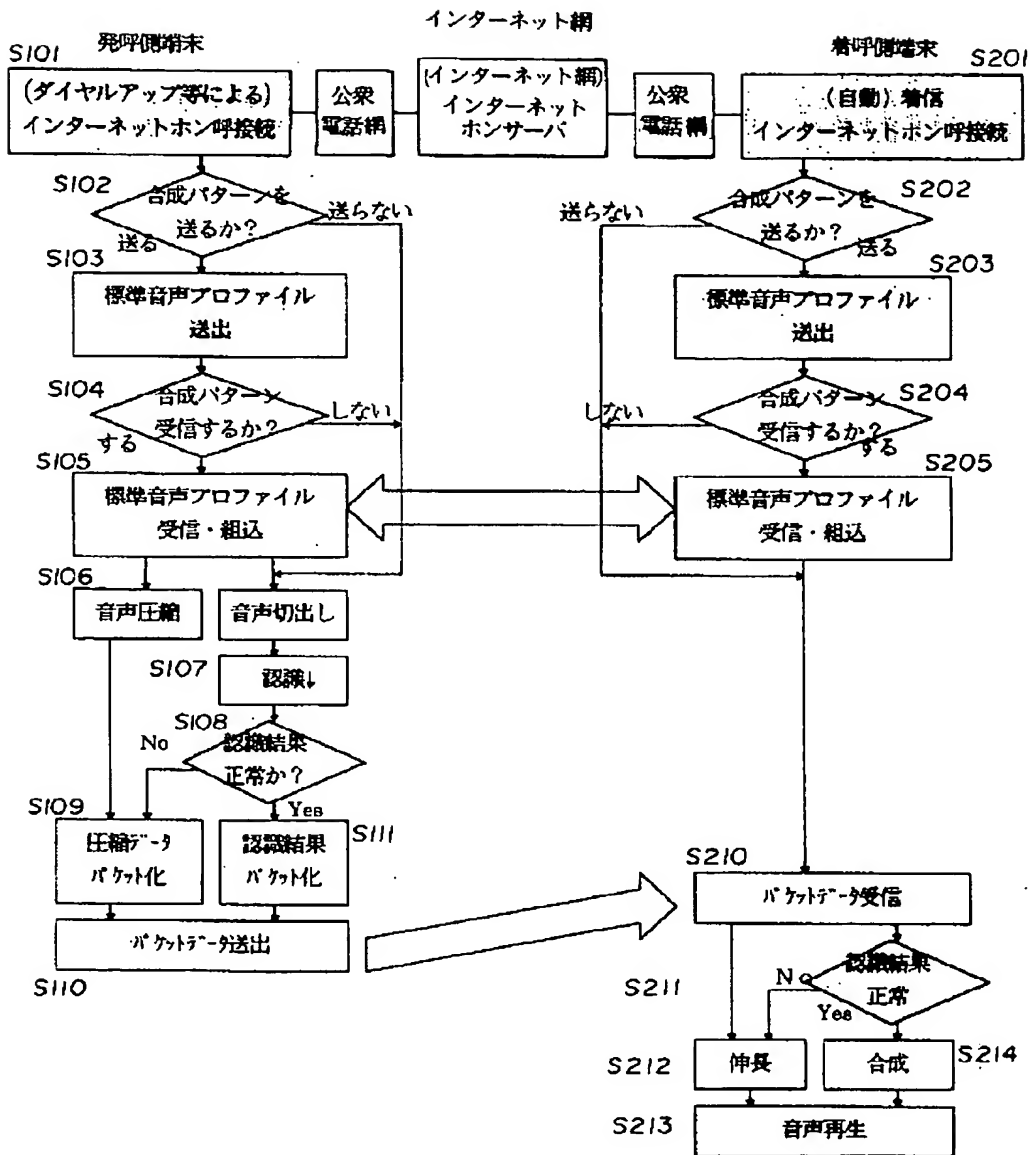 インターネット網
発呼側端末
着呼側端末
S101
S201
(ダイヤルアップ等による)
インターネットホン呼接続
公衆
電話網
(インターネット網)
インターネット
ホンサーバ
公衆
電話網
(自動)着信
インターネットホン呼接続
S102
合成パターンを
送るか?
送らない
送る
S202
合成パターンを
送るか?
送らない
送る
S103
標準音声プロファイル
送出
S203
標準音声プロファイル
送出
S104
合成パターン
受信するか?
しない
する
S204
合成パターン
受信するか?
しない
する
S105
標準音声プロファイル
受信・組込
S205
標準音声プロファイル
受信・組込
S106
音声圧縮
音声切出し
S107
認識↓
S108
認識結果
正常か?
No
Yes
S109
圧縮データ
パケット化
S111
認識結果
パケット化
パケットデータ送出
S110
S210
パケットデータ受信
S211
認識結果
正常
No
Yes
S212
伸長
合成
S214
S213
音声再生